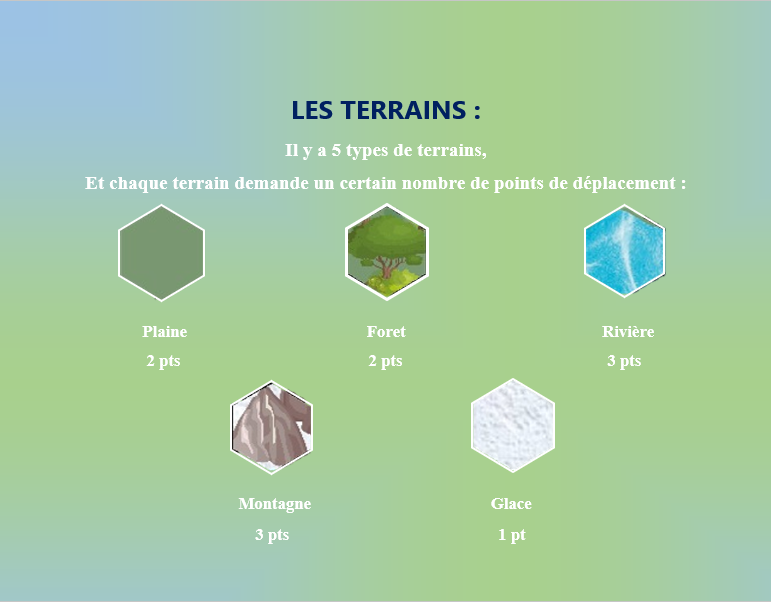 LES TERRAINS :
Il y a 5 types de terrains,
Et chaque terrain demande un certain nombre de points de déplacement :
Plaine
Foret
Rivière
2 pts
2 pts
3 pts
Montagne
Glace
3 pts
1 pt